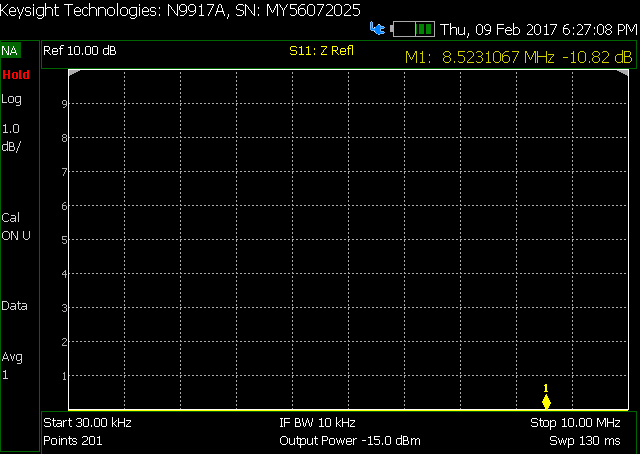 Keysight Technologies: N9917A, SN: MY56072025
Thu, 09 Feb 2017 6:27:08 PM
NA Ref 10.00 dB S11: Z Refl M1: 8.5231067 MHz -10.82 dB
Hold
Log
1.0
dB/
Cal
ON U
Data
Avg
1
9
8
7
6
5
4
3
2
1
1
Start 30.00 kHz IF BW 10 kHz Stop 10.00 MHz
Points 201 Output Power -15.0 dBm Swp 130 ms